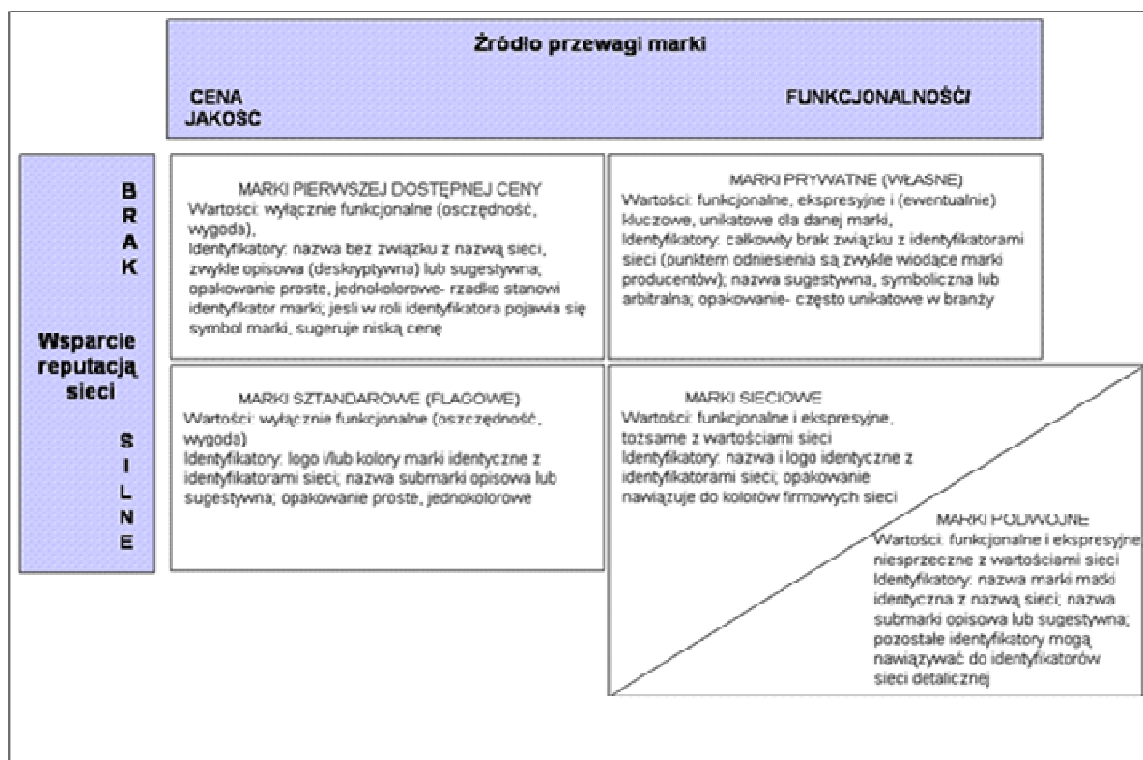 Źródło przewagi marki
CENA
JAKOŚĆ
FUNKCJONALNOŚĆ/
B
R
A
K
Wsparcie
reputacją
sieci
S
I
L
N
E
MARKI PIERWSZEJ DOSTĘPNEJ CENY
Wartości: wyłącznie funkcjonalne (osczędność,
wygoda),
Identyfikatory: nazwa bez związku z nazwą sieci,
zwykle opisowa (deskryptywna) lub sugestywna,
opakowanie proste, jednokolorowe- rzadko stanowi
identyfikator marki; jesli w roli identyfikatora pojawia się
symbol marki, sugeruje niską cenę
MARKI PRYWATNE (WŁASNE)
Wartości: funkcjonalne, ekspresyjne i (ewentualnie)
kluczowe, unikatowe dla danej marki,
Identyfikatory: całkowity brak związku z identyfikatorami
sieci (punktem odniesienia są zwykle wiodące marki
producentów); nazwa sugestywna, symboliczna lub
arbitralna; opakowanie- często unikatowe w branży
MARKI SZTANDAROWE (FLAGOWE)
Wartości: wyłącznie funkcjonalne (oszczędność,
wygoda)
Identyfikatory: logo i/lub kolory marki identyczne z
identyfikatorami sieci; nazwa submarki opisowa lub
sugestywna; opakowanie proste, jednokolorowe
MARKI SIECIOWE
Wartości: funkcjonalne i ekspresyjne,
tożsame z wartościami sieci
Identyfikatory: nazwa i logo identyczne z
identyfikatorami sieci; opakowanie
nawiązuje do kolorów firmowych sieci
MARKI PODWOJNE
Wartości: funkcjonalne i ekspresyjne
niesprzeczne z wartościami sieci
Identyfikatory: nazwa marki matki
identyczna z nazwą sieci; nazwa
submarki opisowa lub sugestywna;
pozostałe identyfikatory mogą
nawiązywać do identyfikatorów
sieci detalicznej